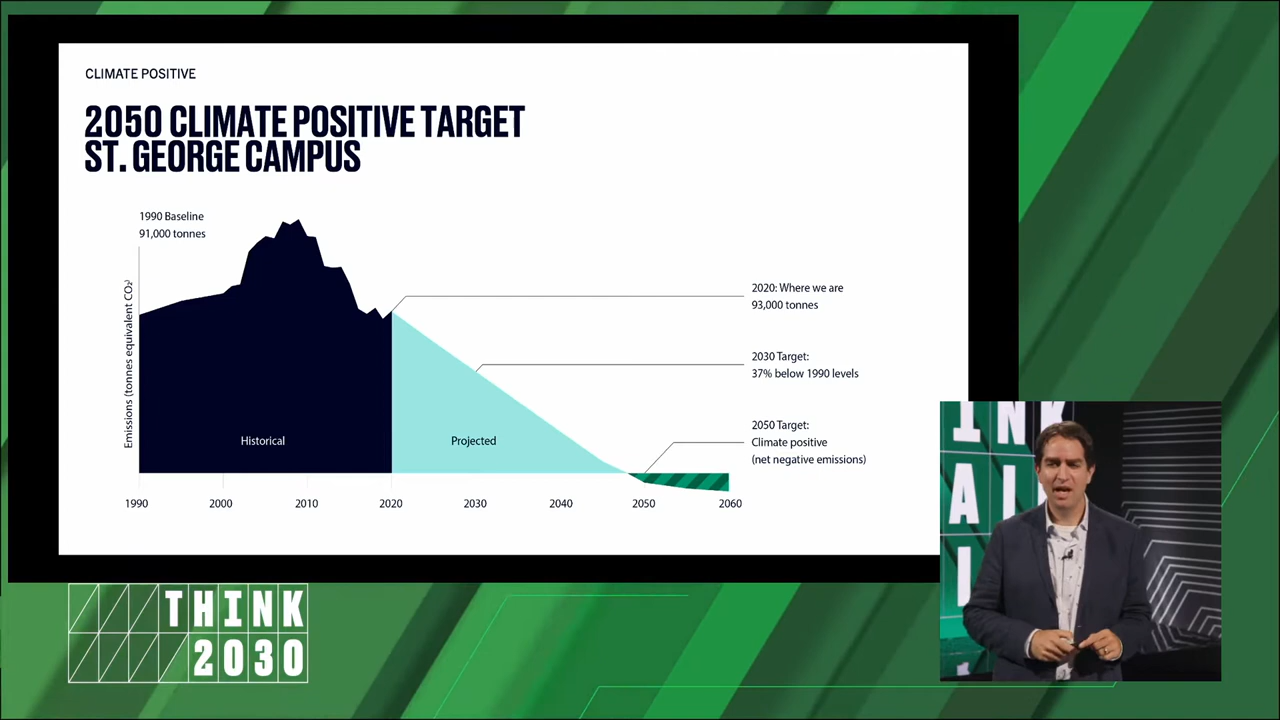 CLIMATE POSITIVE
2050 CLIMATE POSITIVE TARGET
ST. GEORGE CAMPUS
1990 Baseline
91,000 tonnes
Emissions (tonnes equivalent CO²)
2020: Where we are
93,000 tonnes
2030 Target:
37% below 1990 levels
2050 Target:
Climate positive
(net negative emissions)
Historical
Projected
1990 2000 2010 2020 2030 2040 2050 2060
THINK
2030
INK